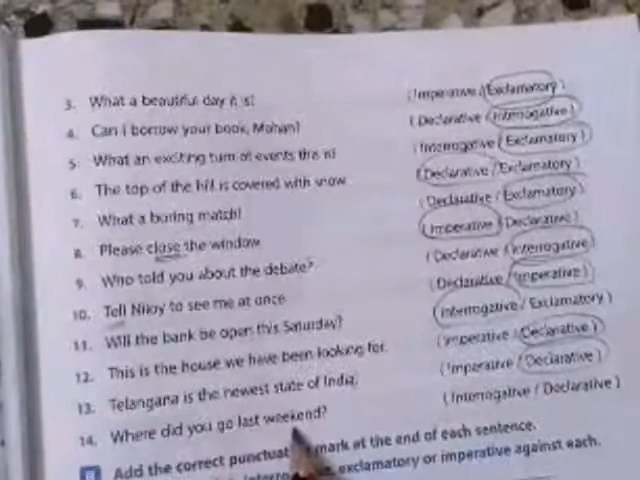 3. What a beautiful day it is! (Imperative / Exclamatory)
4. Can I borrow your book, Mohan? (Declarative / Interrogative)
5. What an exciting turn of events this is! (Interrogative / Exclamatory)
6. The top of the hill is covered with snow. (Declarative / Exclamatory)
7. What a boring match! (Declarative / Exclamatory)
8. Please close the window. (Imperative / Declarative)
9. Who told you about the debate? (Declarative / Interrogative)
10. Tell Niloy to see me at once. (Declarative / Imperative)
11. Will the bank be open this Saturday? (Interrogative / Exclamatory)
12. This is the house we have been looking for. (Imperative / Declarative)
13. Telangana is the newest state of India. (Imperative / Declarative)
14. Where did you go last weekend? (Interrogative / Declarative)
Add the correct mark at the end of each sentence.
exclamatory or imperative against each.